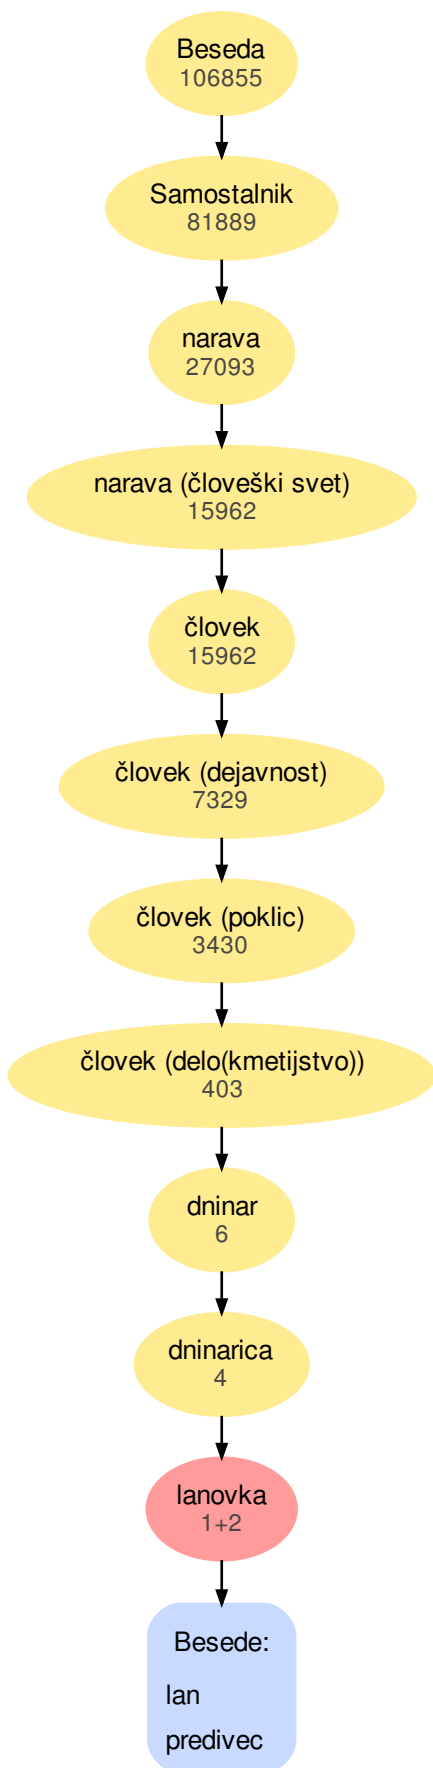 Beseda
106855
Samostalnik
81889
narava
27093
narava (človeški svet)
15962
človek
15962
človek (dejavnost)
7329
človek (poklic)
3430
človek (delo(kmetijstvo))
403
dninar
6
dninarica
4
lanovka
1+2
Besede:
lan
predivec